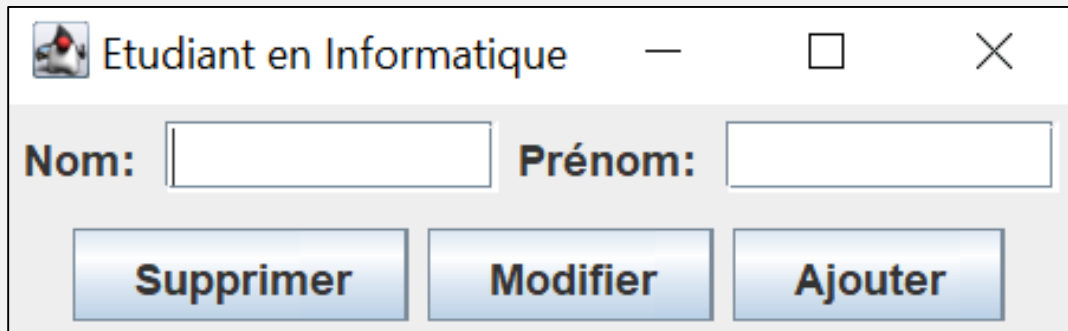 Etudiant en Informatique
Nom: Prénom:
Supprimer Modifier Ajouter